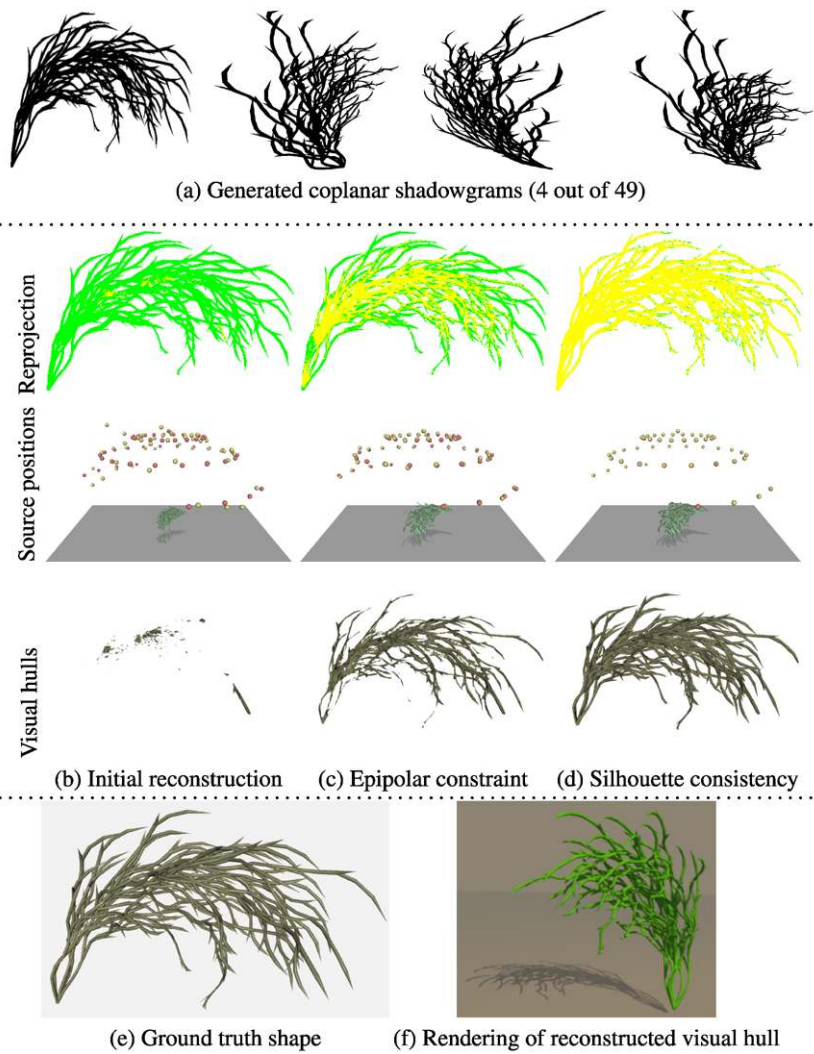 (a) Generated coplanar shadowgrams (4 out of 49)
Reprojection
Source positions
Visual hulls
(b) Initial reconstruction
(c) Epipolar constraint
(d) Silhouette consistency
(e) Ground truth shape
(f) Rendering of reconstructed visual hull